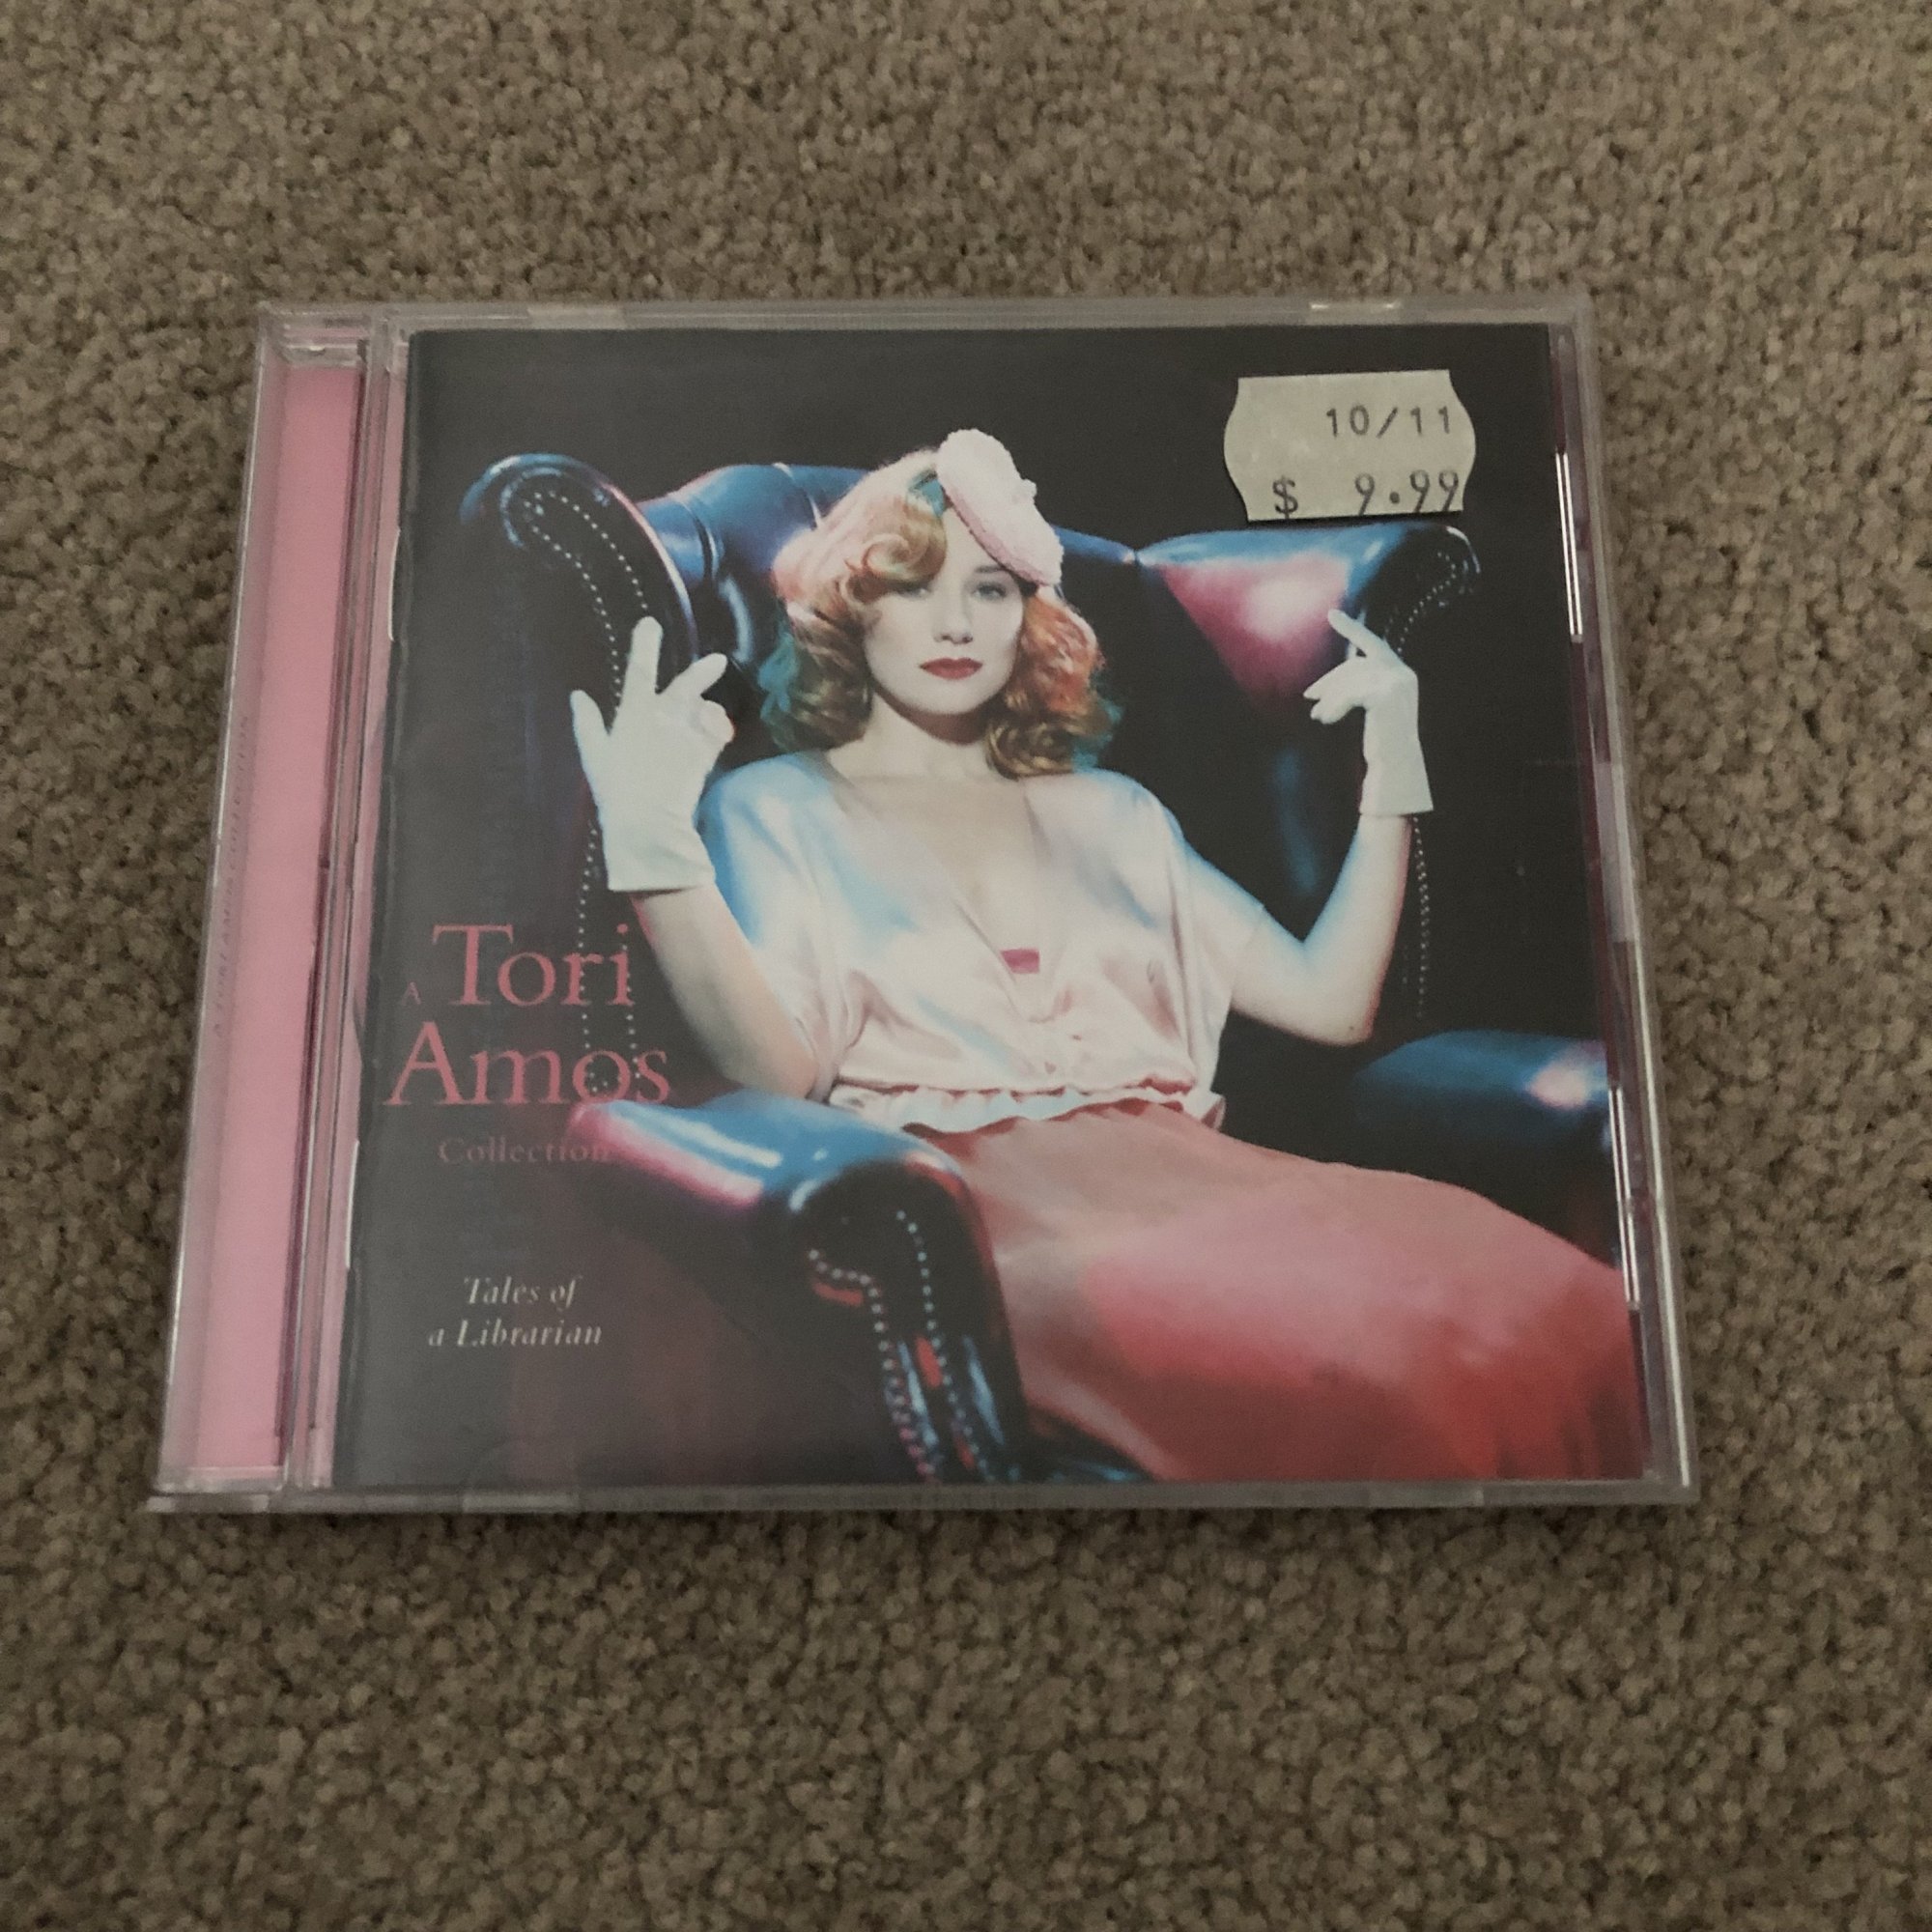 10/11
$ 9.99
A Tori
Amos
Collection
Tales of
a Librarian